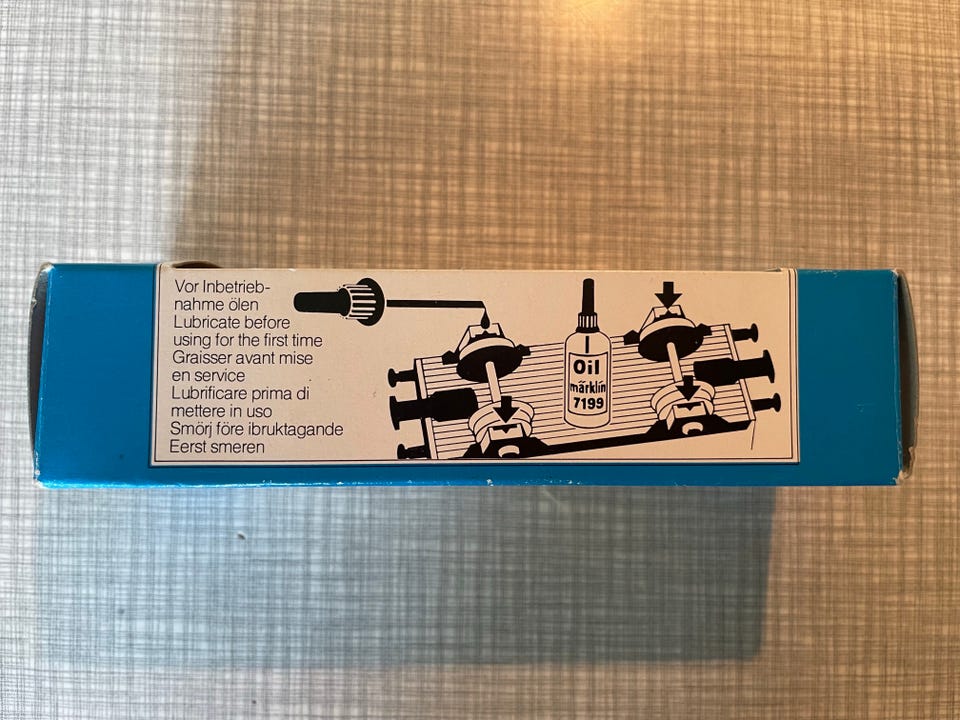 Vor Inbetrieb-
nahme ölen
Lubricate before
using for the first time
Graisser avant mise
en service
Lubrificare prima di
mettere in uso
Smörj före ibruktagande
Eerst smeren
Oil
märklin
7199